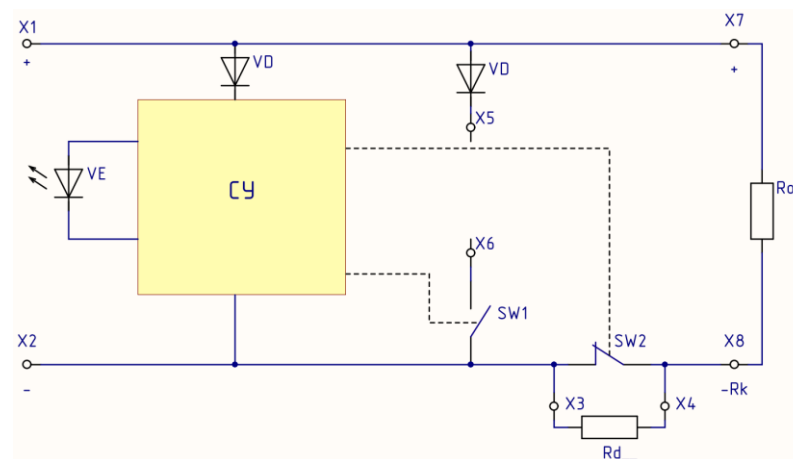 X1
X7
+
VD
VD
+
X5
VE
СУ
Ro
X6
SW1
X2
SW2
X8
-
-Rk
X3
X4
Rd